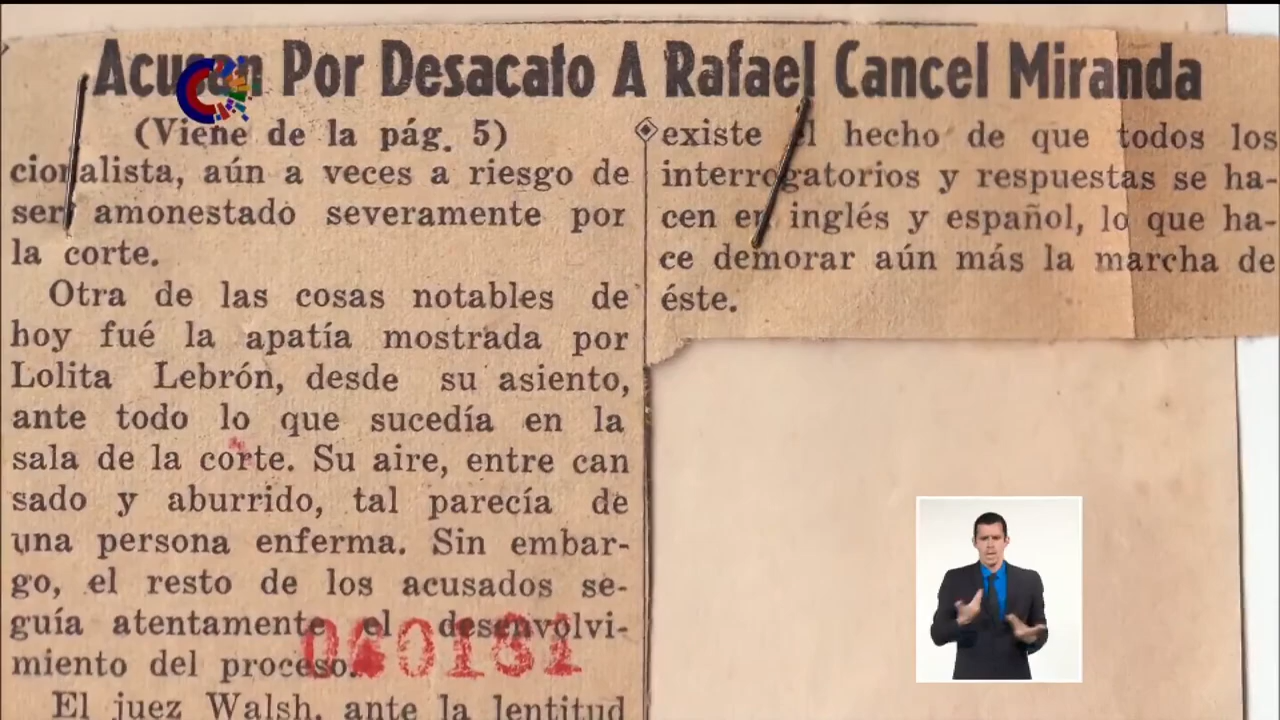 Acusan Por Desacato A Rafael Cancel Miranda
(Viene de la pág. 5)
cionalista, aún a veces a riesgo de
ser amonestado severamente por
la corte.
Otra de las cosas notables de
hoy fué la apatía mostrada por
Lolita Lebrón, desde su asiento,
ante todo lo que sucedía en la
sala de la corte. Su aire, entre can
sado y aburrido, tal parecía de
una persona enferma. Sin embar-
go, el resto de los acusados se-
guía atentamente el desenvolvi-
miento del proceso.
El juez Walsh, ante la lentitud
existe el hecho de que todos los
interrogatorios y respuestas se ha-
cen en inglés y español, lo que ha-
ce demorar aún más la marcha de
éste.